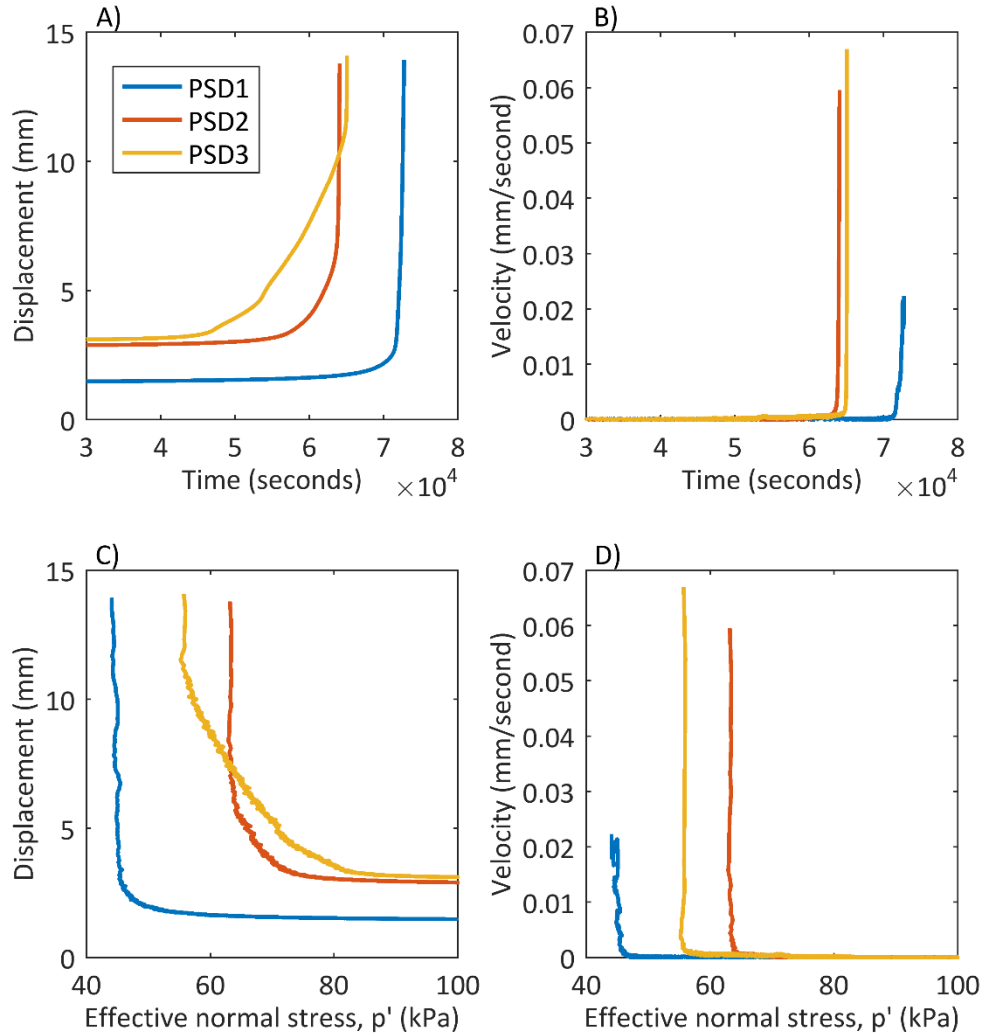 A)
15
10
5
0
Displacement (mm)
PSD1
PSD2
PSD3
3 4 5 6 7 8
Time (seconds)
×10⁴
B)
0.07
0.06
0.05
0.04
0.03
0.02
0.01
0
Velocity (mm/second)
3 4 5 6 7 8
Time (seconds)
×10⁴
C)
15
10
5
0
Displacement (mm)
40 60 80 100
Effective normal stress, p' (kPa)
D)
0.07
0.06
0.05
0.04
0.03
0.02
0.01
0
Velocity (mm/second)
40 60 80 100
Effective normal stress, p' (kPa)